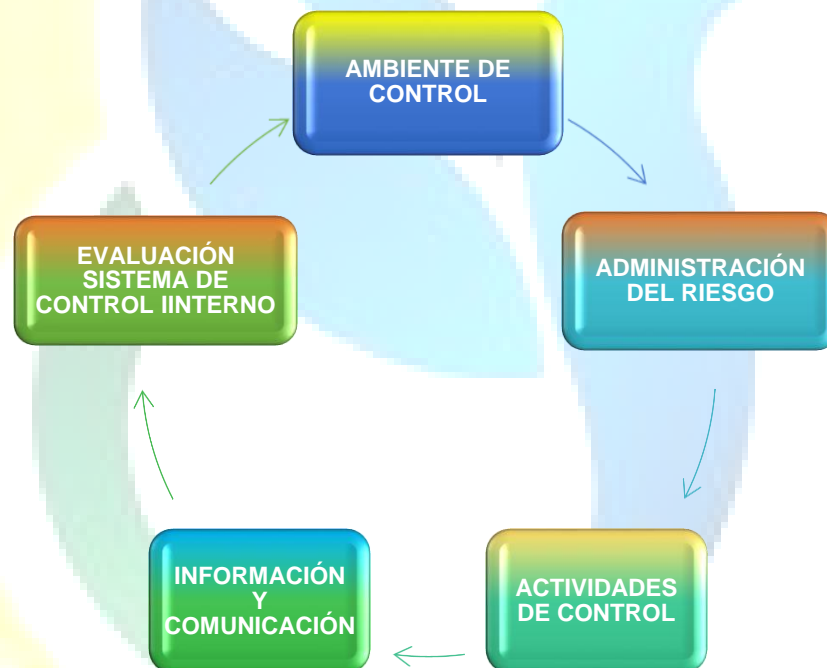 AMBIENTE DE
CONTROL
ADMINISTRACIÓN
DEL RIESGO
ACTIVIDADES
DE CONTROL
INFORMACIÓN
Y
COMUNICACIÓN
EVALUACIÓN
SISTEMA DE
CONTROL IINTERNO